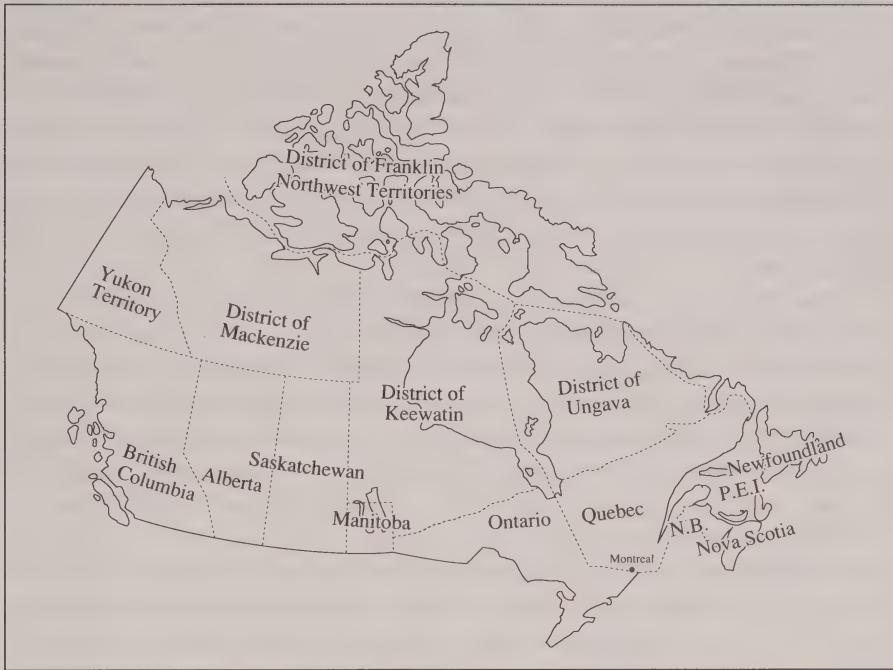 District of Franklin
Northwest Territories
Yukon
Territory
District of
Mackenzie
District of
Keewatin
District of
Ungava
British
Columbia
Alberta
Saskatchewan
Manitoba
Ontario
Quebec
Newfoundland
P.E.I.
N.B.
Nova Scotia
Montreal